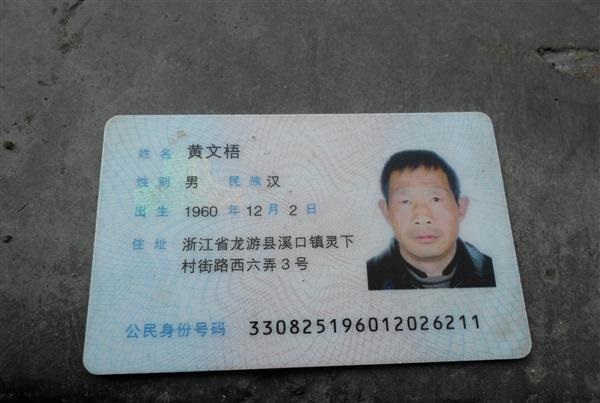 姓名 黄文梧
性别 男 民族 汉
出生 1960 年 12 月 2 日
住址 浙江省龙游县溪口镇灵下
村街路西六弄3号
公民身份号码 330825196012026211